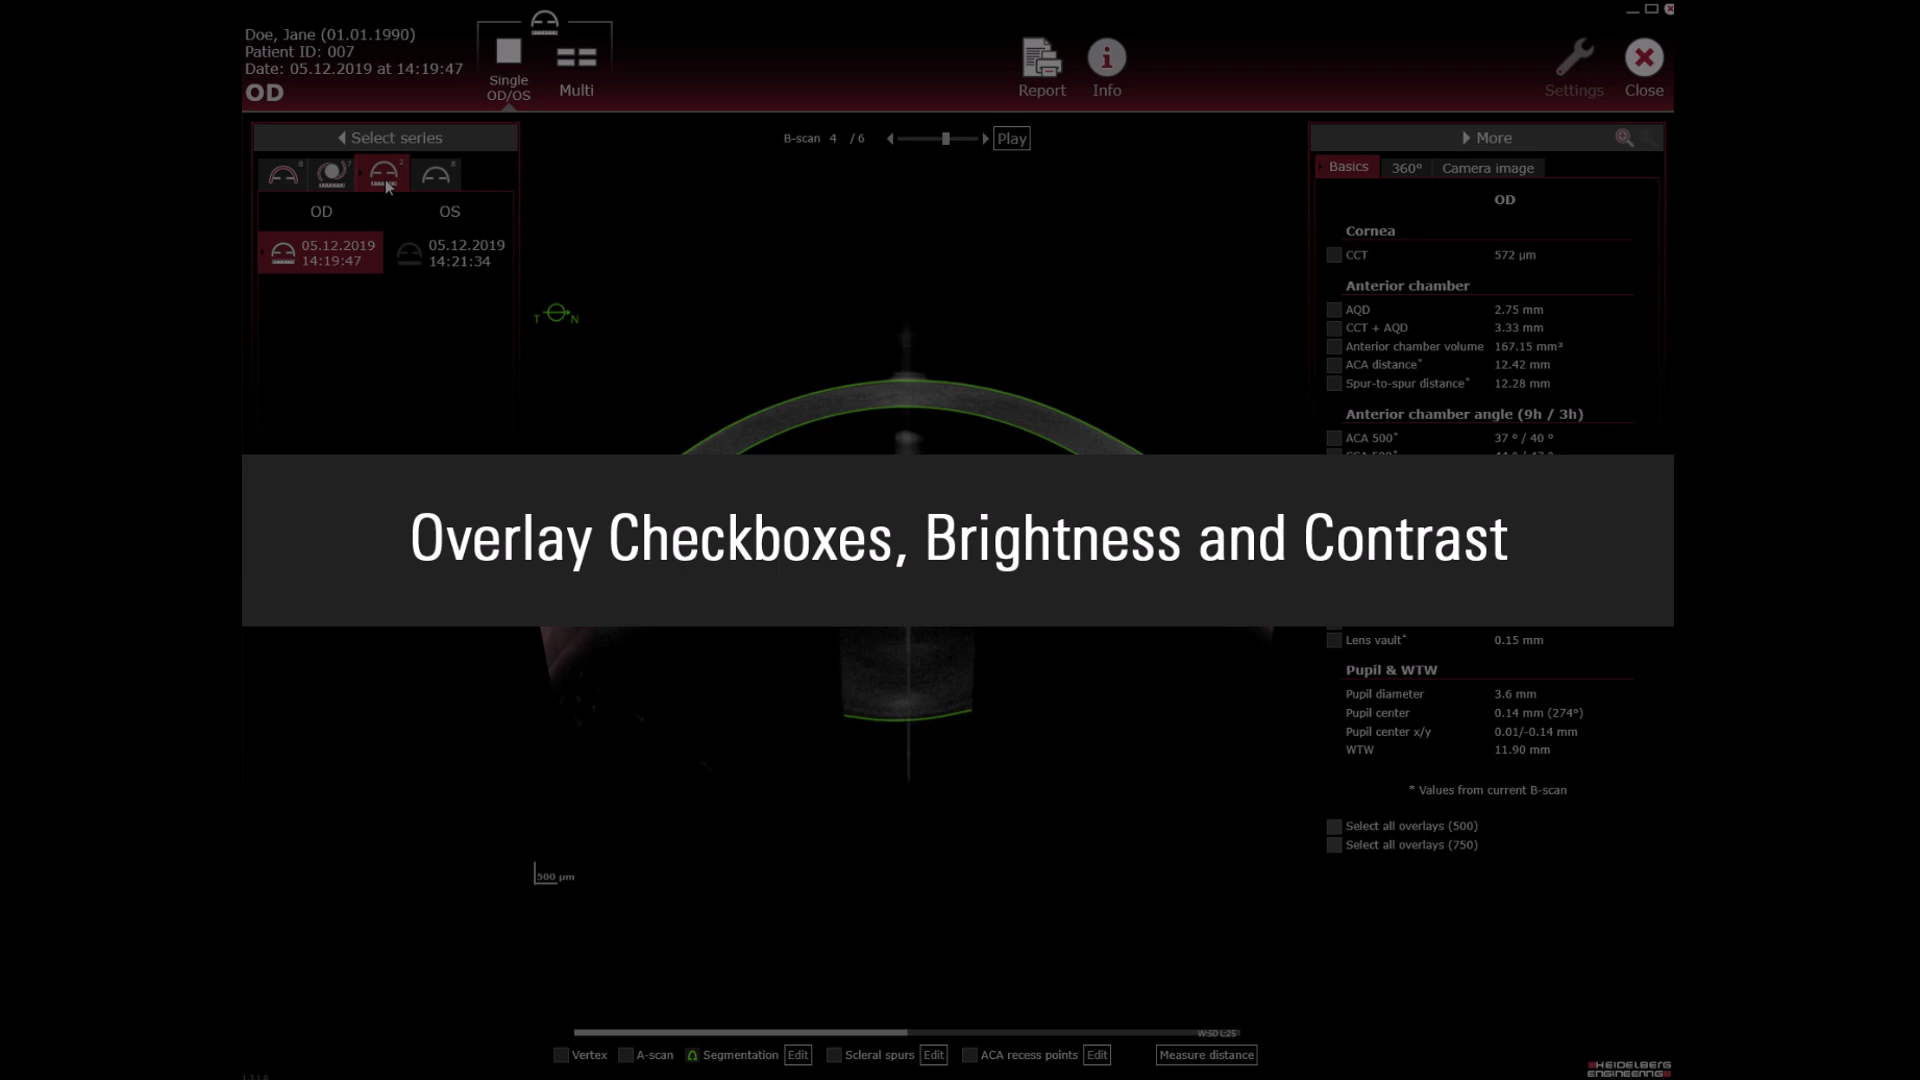 Doe, Jane (01.01.1990)
Patient ID: 007
Date: 05.12.2019 at 14:19:47
OD
Single
OD/OS
Multi
Report
Info
Settings
Close
Select series
8
7
2
8
OD OS
05.12.2019
14:19:47
05.12.2019
14:21:34
B-scan 4 / 6
Play
T N
More
Basics 360° Camera image
OD
Cornea
CCT 572 µm
Anterior chamber
AQD 2.75 mm
CCT + AQD 3.33 mm
Anterior chamber volume 167.15 mm³
ACA distance* 12.42 mm
Spur-to-spur distance* 12.28 mm
Anterior chamber angle (9h / 3h)
ACA 500* 37 ° / 40 °
Overlay Checkboxes, Brightness and Contrast
Lens vault* 0.15 mm
Pupil & WTW
Pupil diameter 3.6 mm
Pupil center 0.14 mm (274°)
Pupil center x/y 0.01/-0.14 mm
WTW 11.90 mm
* Values from current B-scan
Select all overlays (500)
Select all overlays (750)
500 µm
W:50 L:25
Vertex A-scan Segmentation Edit Scleral spurs Edit ACA recess points Edit Measure distance
HEIDELBERG
ENGINEERING